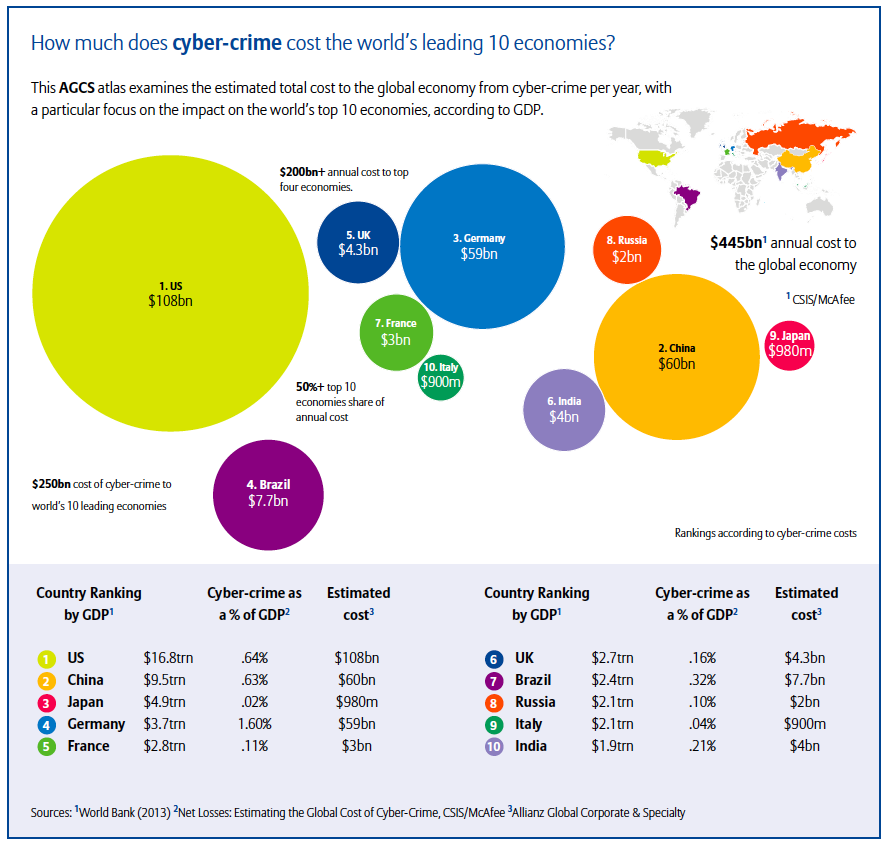 How much does cyber-crime cost the world's leading 10 economies?
This AGCS atlas examines the estimated total cost to the global economy from cyber-crime per year, with
a particular focus on the impact on the world's top 10 economies, according to GDP.
$200bn+ annual cost to top
four economies.
1. US
$108bn
5. UK
$4.3bn
3. Germany
$59bn
8. Russia
$2bn
$445bn¹ annual cost to
the global economy
¹ CSIS/McAfee
7. France
$3bn
10. Italy
$900m
2. China
$60bn
9. Japan
$980m
50%+ top 10
economies share of
annual cost
6. India
$4bn
4. Brazil
$7.7bn
$250bn cost of cyber-crime to
world's 10 leading economies
Rankings according to cyber-crime costs
Country Ranking Cyber-crime as Estimated
by GDP¹ a % of GDP² cost³
1 US $16.8trn .64% $108bn
2 China $9.5trn .63% $60bn
3 Japan $4.9trn .02% $980m
4 Germany $3.7trn 1.60% $59bn
5 France $2.8trn .11% $3bn
Country Ranking Cyber-crime as Estimated
by GDP¹ a % of GDP² cost³
6 UK $2.7trn .16% $4.3bn
7 Brazil $2.4trn .32% $7.7bn
8 Russia $2.1trn .10% $2bn
9 Italy $2.1trn .04% $900m
10 India $1.9trn .21% $4bn
Sources: ¹World Bank (2013) ²Net Losses: Estimating the Global Cost of Cyber-Crime, CSIS/McAfee ³Allianz Global Corporate & Specialty